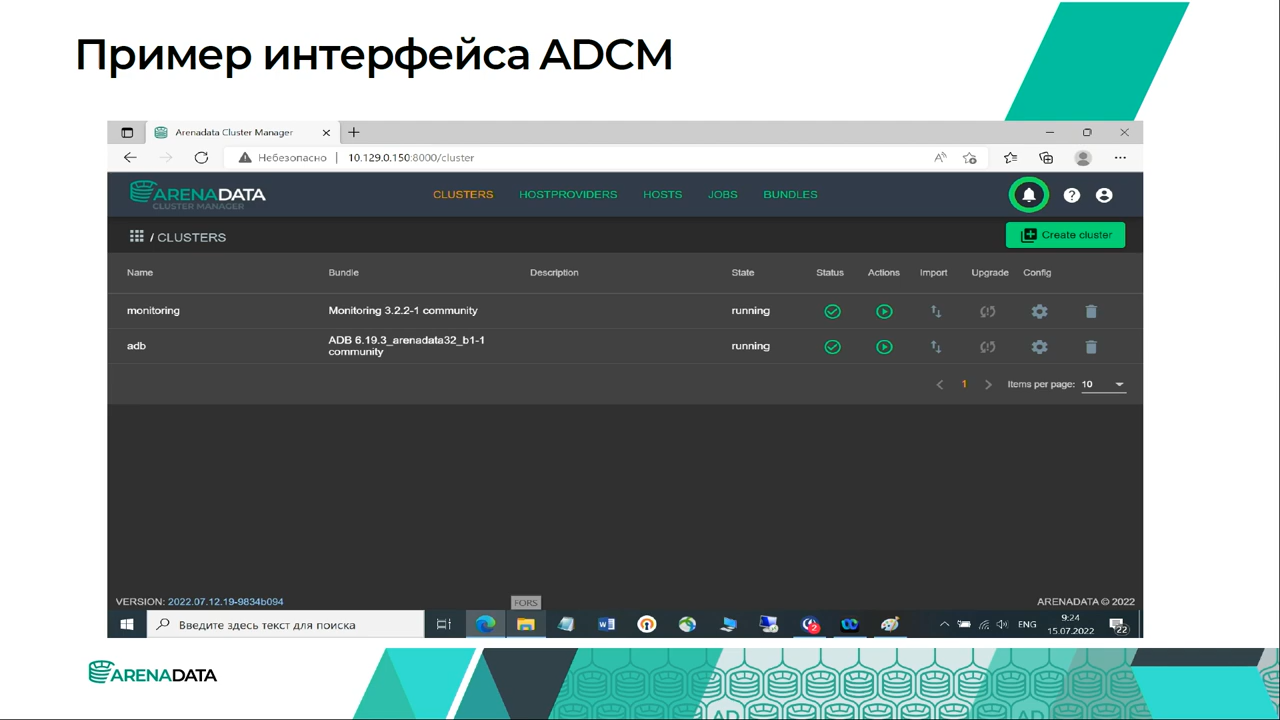 Пример интерфейса ADCM
Arenadata Cluster Manager
Небезопасно
10.129.0.150:8000/cluster
ARENADATA
CLUSTER MANAGER
CLUSTERS HOSTPROVIDERS HOSTS JOBS BUNDLES
/ CLUSTERS
Create cluster
Name Bundle Description State Status Actions Import Upgrade Config
monitoring Monitoring 3.2.2-1 community running
adb ADB 6.19.3_arenadata32_b1-1 running
community
1 Items per page: 10
VERSION: 2022.07.12.19-9834b094
ARENADATA © 2022
FORS
Введите здесь текст для поиска
ENG
9:24
15.07.2022
22
ARENADATA
AD